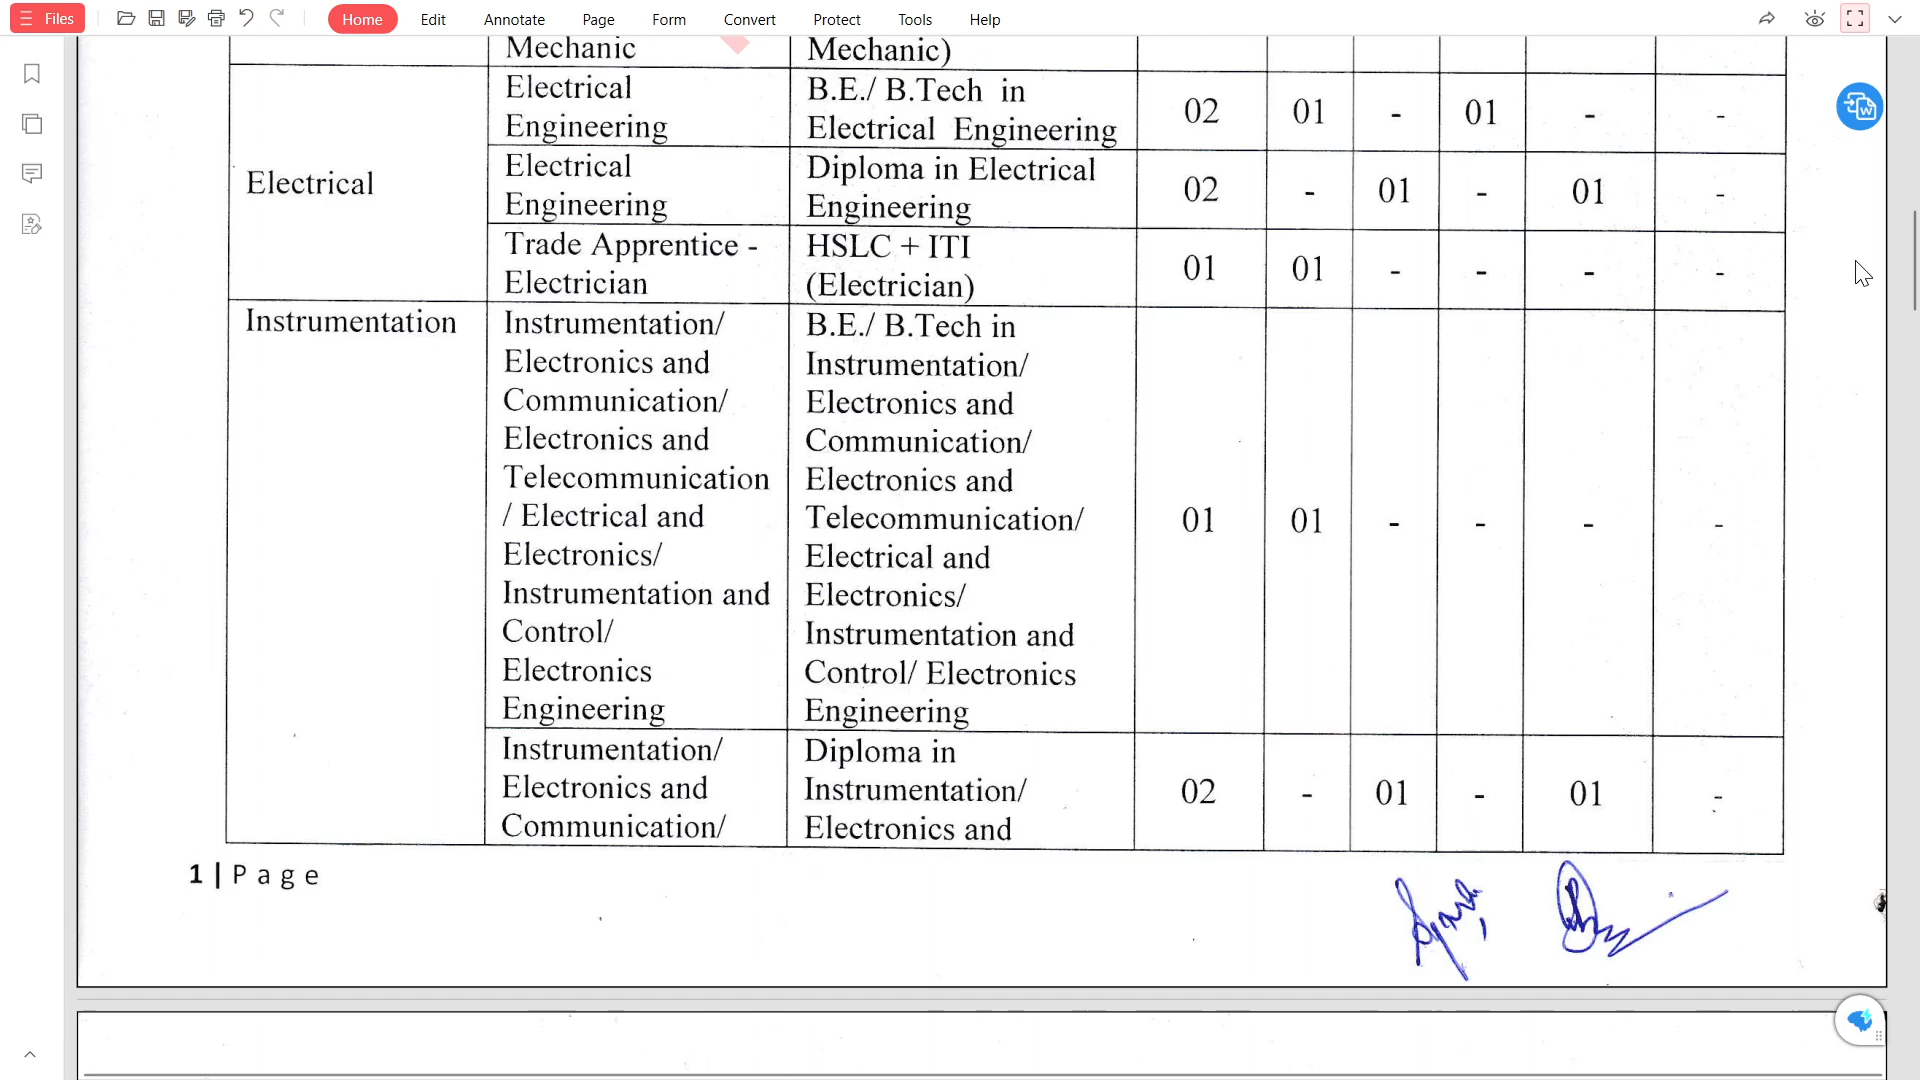 Files
Home
Edit
Annotate
Page
Form
Convert
Protect
Tools
Help
Mechanic
Mechanic)
Electrical
Electrical
Engineering
B.E./ B.Tech in
Electrical Engineering
02 01 - 01 - -
Electrical
Engineering
Diploma in Electrical
Engineering
02 - 01 - 01 -
Trade Apprentice -
Electrician
HSLC + ITI
(Electrician)
01 01 - - - -
Instrumentation
Instrumentation/
Electronics and
Communication/
Electronics and
Telecommunication
/ Electrical and
Electronics/
Instrumentation and
Control/
Electronics
Engineering
B.E./ B.Tech in
Instrumentation/
Electronics and
Communication/
Electronics and
Telecommunication/
Electrical and
Electronics/
Instrumentation and
Control/ Electronics
Engineering
01 01 - - - -
Instrumentation/
Electronics and
Communication/
Diploma in
Instrumentation/
Electronics and
02 - 01 - 01 -
1 | Page